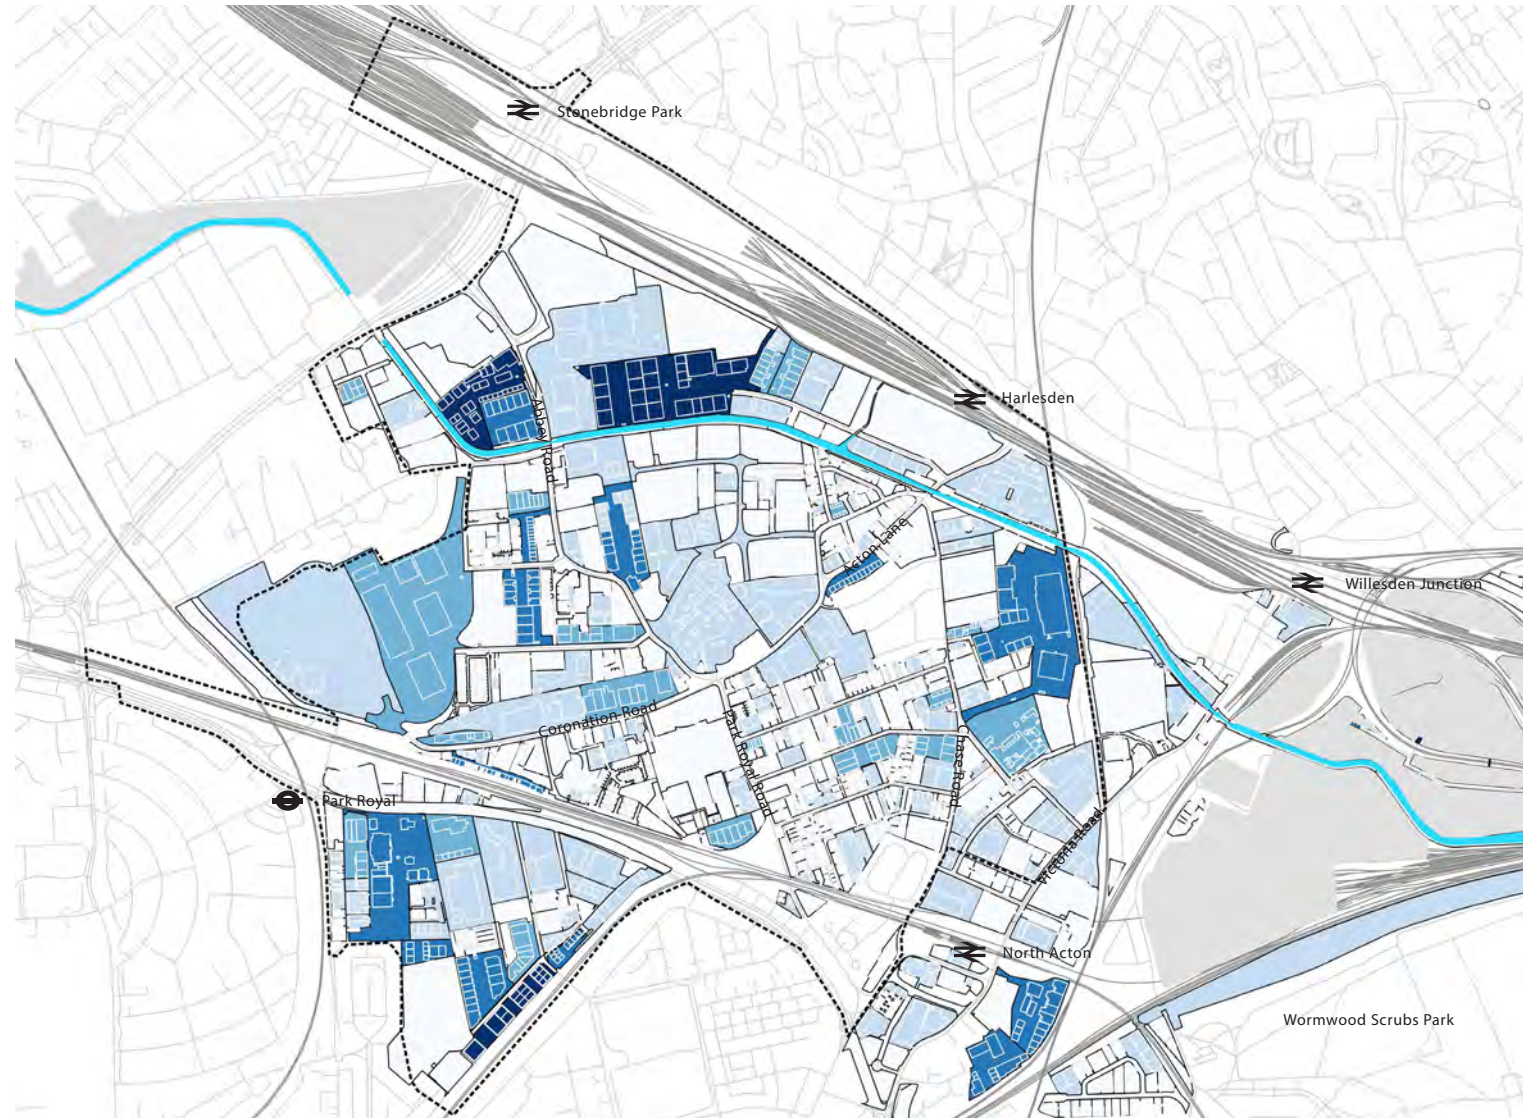 Stonebridge Park
Harlesden
Abbey Road
Acton Lane
Willesden Junction
Coronation Road
Park Royal Road
Chase Road
Park Royal
Victoria Road
North Acton
Wormwood Scrubs Park